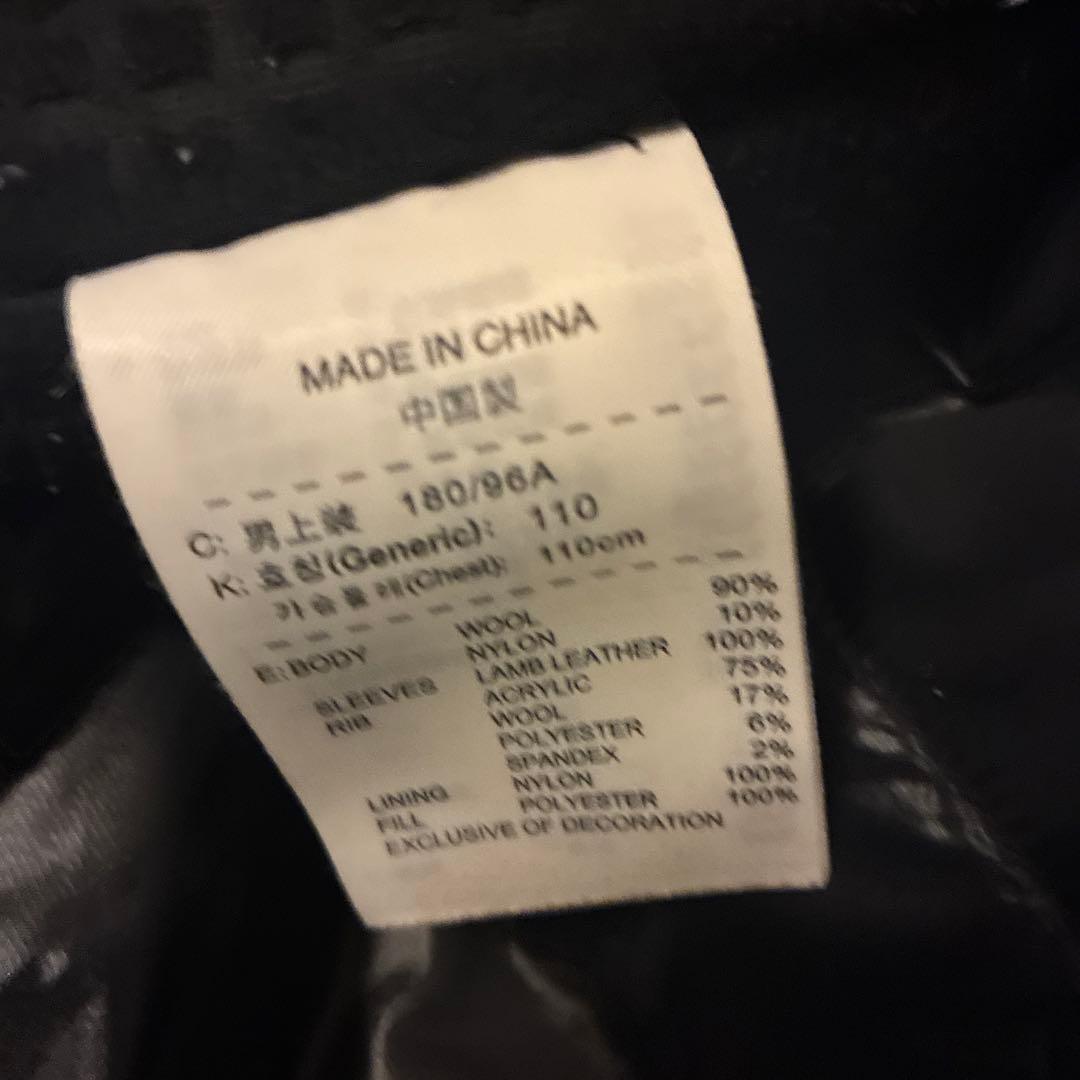 MADE IN CHINA
中国製
C: 男上装 180/96A
K: 호칭(Generic): 110
가슴둘레(Chest): 110cm
E: BODY WOOL 90%
NYLON 10%
SLEEVES LAMB LEATHER 100%
RIB ACRYLIC 75%
WOOL 17%
POLYESTER 6%
SPANDEX 2%
LINING NYLON 100%
FILL POLYESTER 100%
EXCLUSIVE OF DECORATION